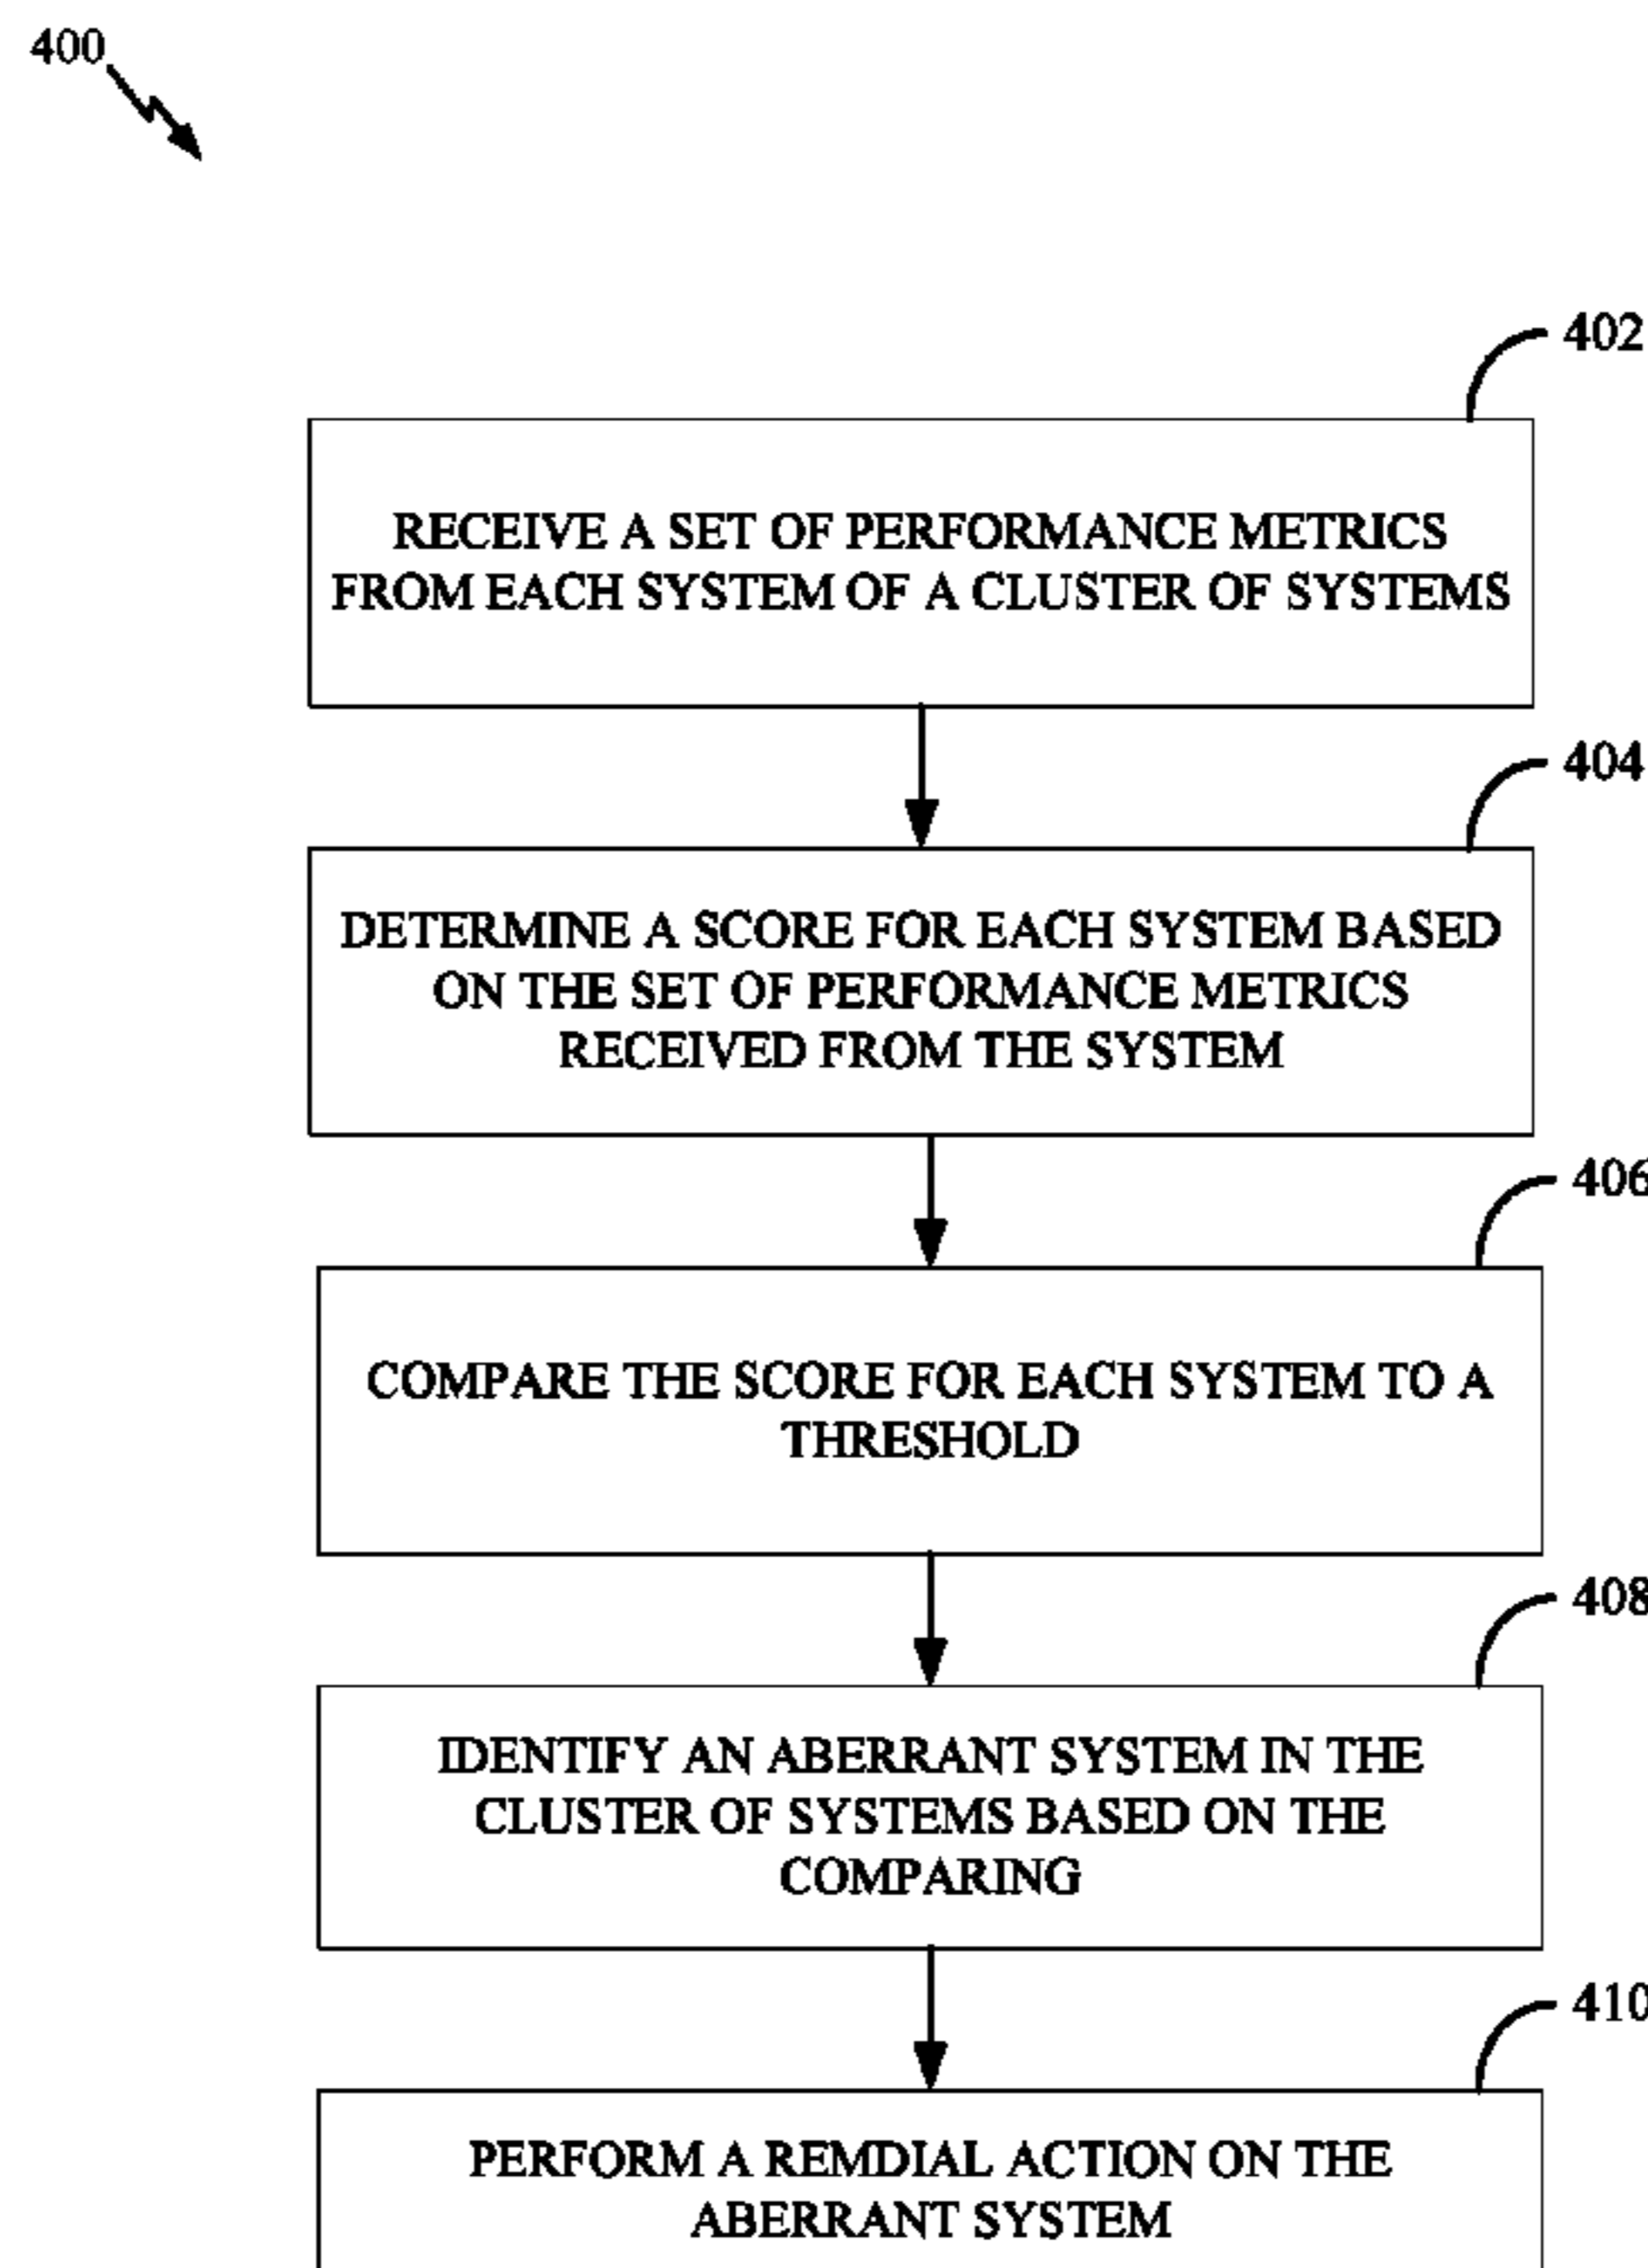 400
402
RECEIVE A SET OF PERFORMANCE METRICS
FROM EACH SYSTEM OF A CLUSTER OF SYSTEMS
404
DETERMINE A SCORE FOR EACH SYSTEM BASED
ON THE SET OF PERFORMANCE METRICS
RECEIVED FROM THE SYSTEM
406
COMPARE THE SCORE FOR EACH SYSTEM TO A
THRESHOLD
408
IDENTIFY AN ABERRANT SYSTEM IN THE
CLUSTER OF SYSTEMS BASED ON THE
COMPARING
410
PERFORM A REMDIAL ACTION ON THE
ABERRANT SYSTEM